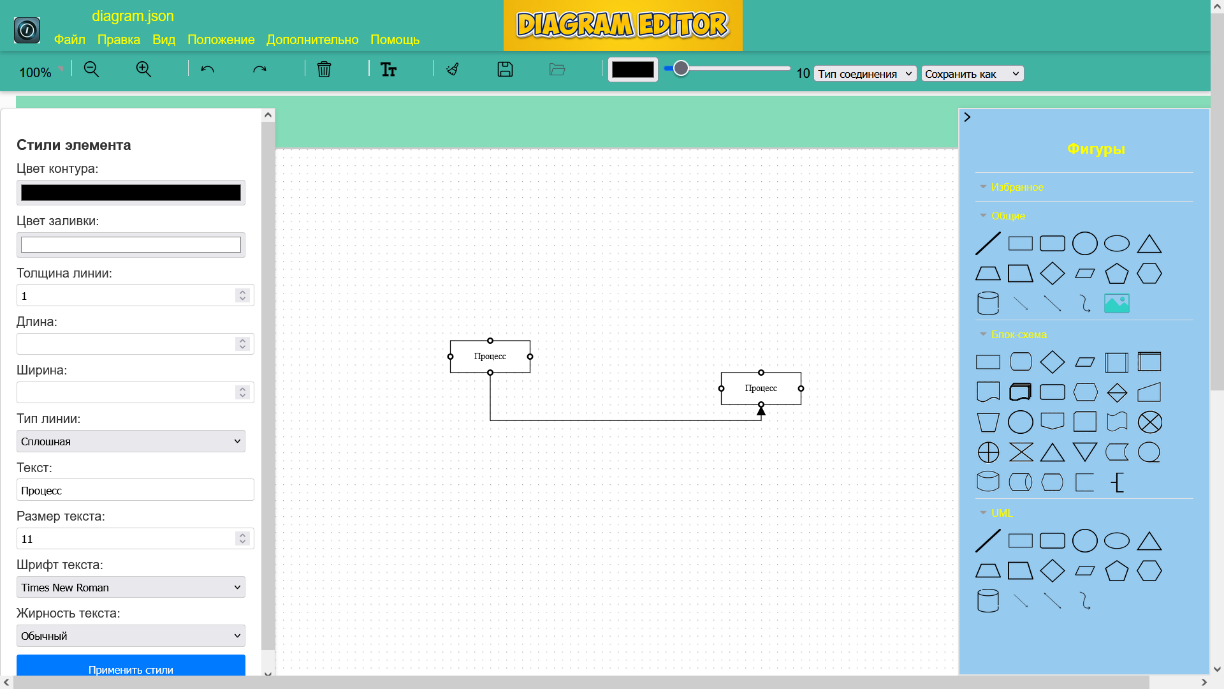 diagram.json
DIAGRAM EDITOR
Файл Правка Вид Положение Дополнительно Помощь
100%
10
Тип соединения
Сохранить как
Стили элемента
Цвет контура:
Цвет заливки:
Толщина линии:
1
Длина:
Ширина:
Тип линии:
Сплошная
Текст:
Процесс
Размер текста:
11
Шрифт текста:
Times New Roman
Жирность текста:
Обычный
Применить стили
Процесс
Процесс
Фигуры
Избранное
Общие
Блок-схема
UML